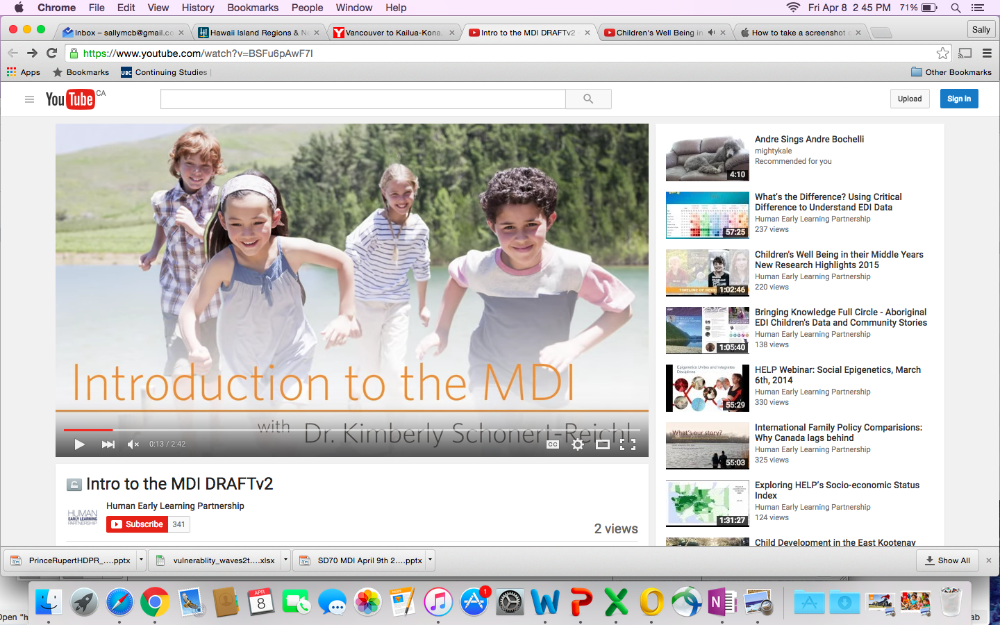 Chrome File Edit View History Bookmarks People Window Help Fri Apr 8 2 45 PM 71%
Inbox – sallymcb@gmail.co Hawaii Island Regions & Ne Vancouver to Kailua-Kona, Intro to the MDI DRAFTv2 - Children's Well Being in How to take a screenshot o Sally
https://www.youtube.com/watch?v=BSFu6pAwF7I
Apps Bookmarks UBC Continuing Studies Other Bookmarks
YouTube CA Upload Sign in
Introduction to the MDI
with Dr. Kimberly Schonert-Reichl
0:13 / 2:42 CC
Intro to the MDI DRAFTv2
HUMAN
EARLY LEARNING
PARTNERSHIP
Human Early Learning Partnership
Subscribe 341
2 views
Andre Sings Andre Bochelli
mightykale
Recommended for you
4:10
What's the Difference? Using Critical
Difference to Understand EDI Data
Human Early Learning Partnership
237 views
57:25
Children's Well Being in their Middle Years
New Research Highlights 2015
Human Early Learning Partnership
220 views
TIMELINE OF DEVE
1:02:46
Bringing Knowledge Full Circle - Aboriginal
EDI Children's Data and Community Stories
Human Early Learning Partnership
138 views
1:05:40
Epigenetics Unites and Integrates
Disciplines
HELP Webinar: Social Epigenetics, March
6th, 2014
Human Early Learning Partnership
330 views
55:29
What's our story?
International Family Policy Comparisions:
Why Canada lags behind
Human Early Learning Partnership
325 views
55:03
Exploring HELP's Socio-economic Status
Index
Human Early Learning Partnership
124 views
1:31:27
Child Development in the East Kootenay
PrinceRupertHDPR_....pptx vulnerablity_waves2t....xlsx SD70 MDI April 9th 2....pptx Show All
APR
8
PAGES
1
Open "h
ab